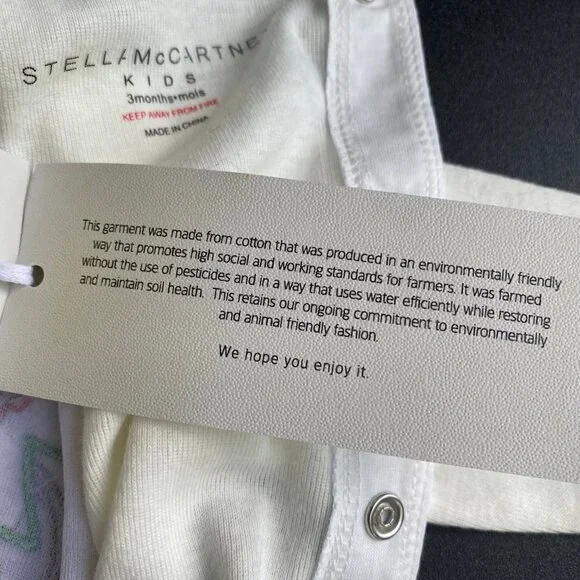 STELLA McCARTNEY
KIDS
3months•mois
KEEP AWAY FROM FIRE
MADE IN CHINA
This garment was made from cotton that was produced in an environmentally friendly
way that promotes high social and working standards for farmers. It was farmed
without the use of pesticides and in a way that uses water efficiently while restoring
and maintain soil health. This retains our ongoing commitment to environmentally
and animal friendly fashion.
We hope you enjoy it.